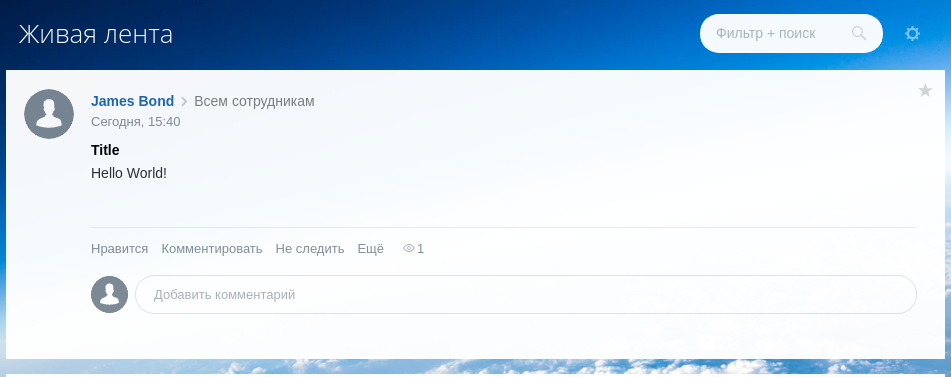 Живая лента
Фильтр + поиск
James Bond > Всем сотрудникам
Сегодня, 15:40
Title
Hello World!
Нравится Комментировать Не следить Ещё 1
Добавить комментарий